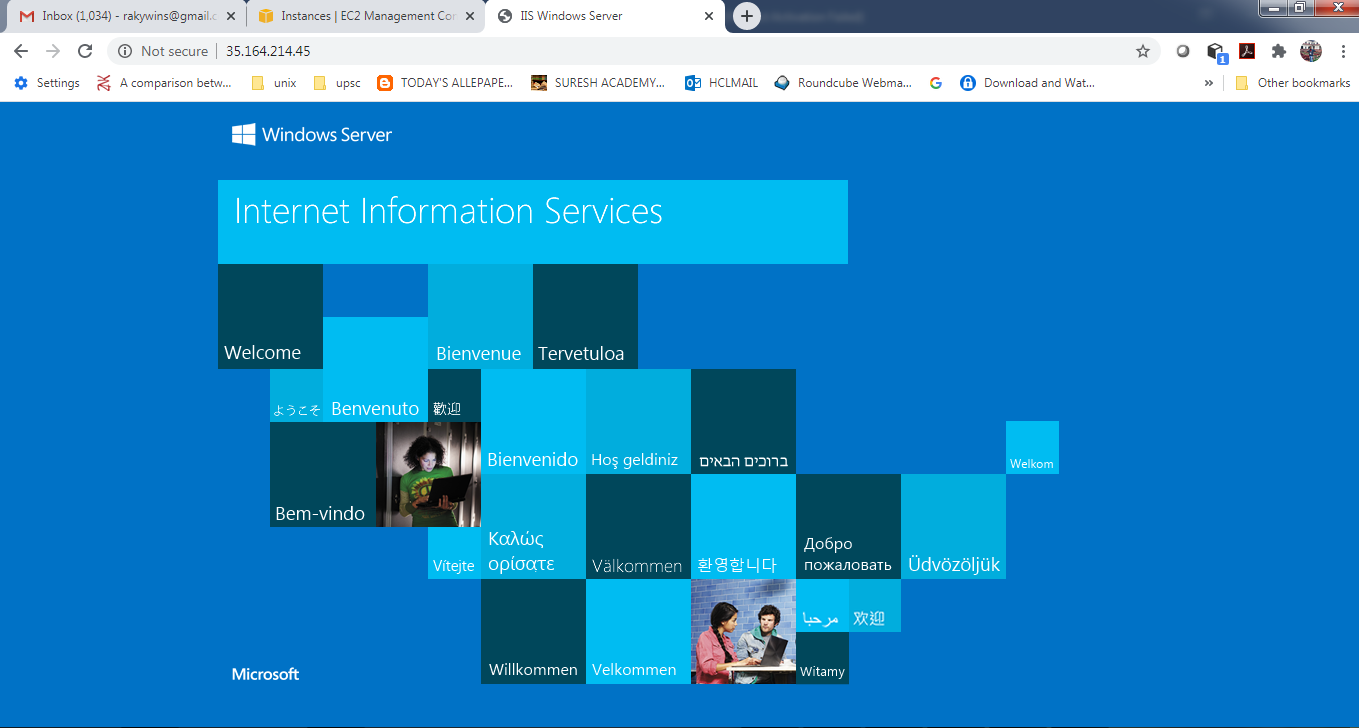 Inbox (1,034) - rakywins@gmail.c
Instances | EC2 Management Con
IIS Windows Server
Not secure
35.164.214.45
1
Settings
A comparison betw...
unix
upsc
TODAY'S ALLEPAPE...
SURESH ACADEMY...
HCLMAIL
Roundcube Webma...
Download and Wat...
»
Other bookmarks
Windows Server
Internet Information Services
Welcome
Bienvenue
Tervetuloa
ようこそ
Benvenuto
歡迎
Bienvenido
Hoş geldiniz
ברוכים הבאים
Welkom
Bem-vindo
Vítejte
Καλώς
ορίσατε
Välkommen
환영합니다
Добро
пожаловать
Üdvözöljük
Willkommen
Velkommen
مرحبا
欢迎
Witamy
Microsoft